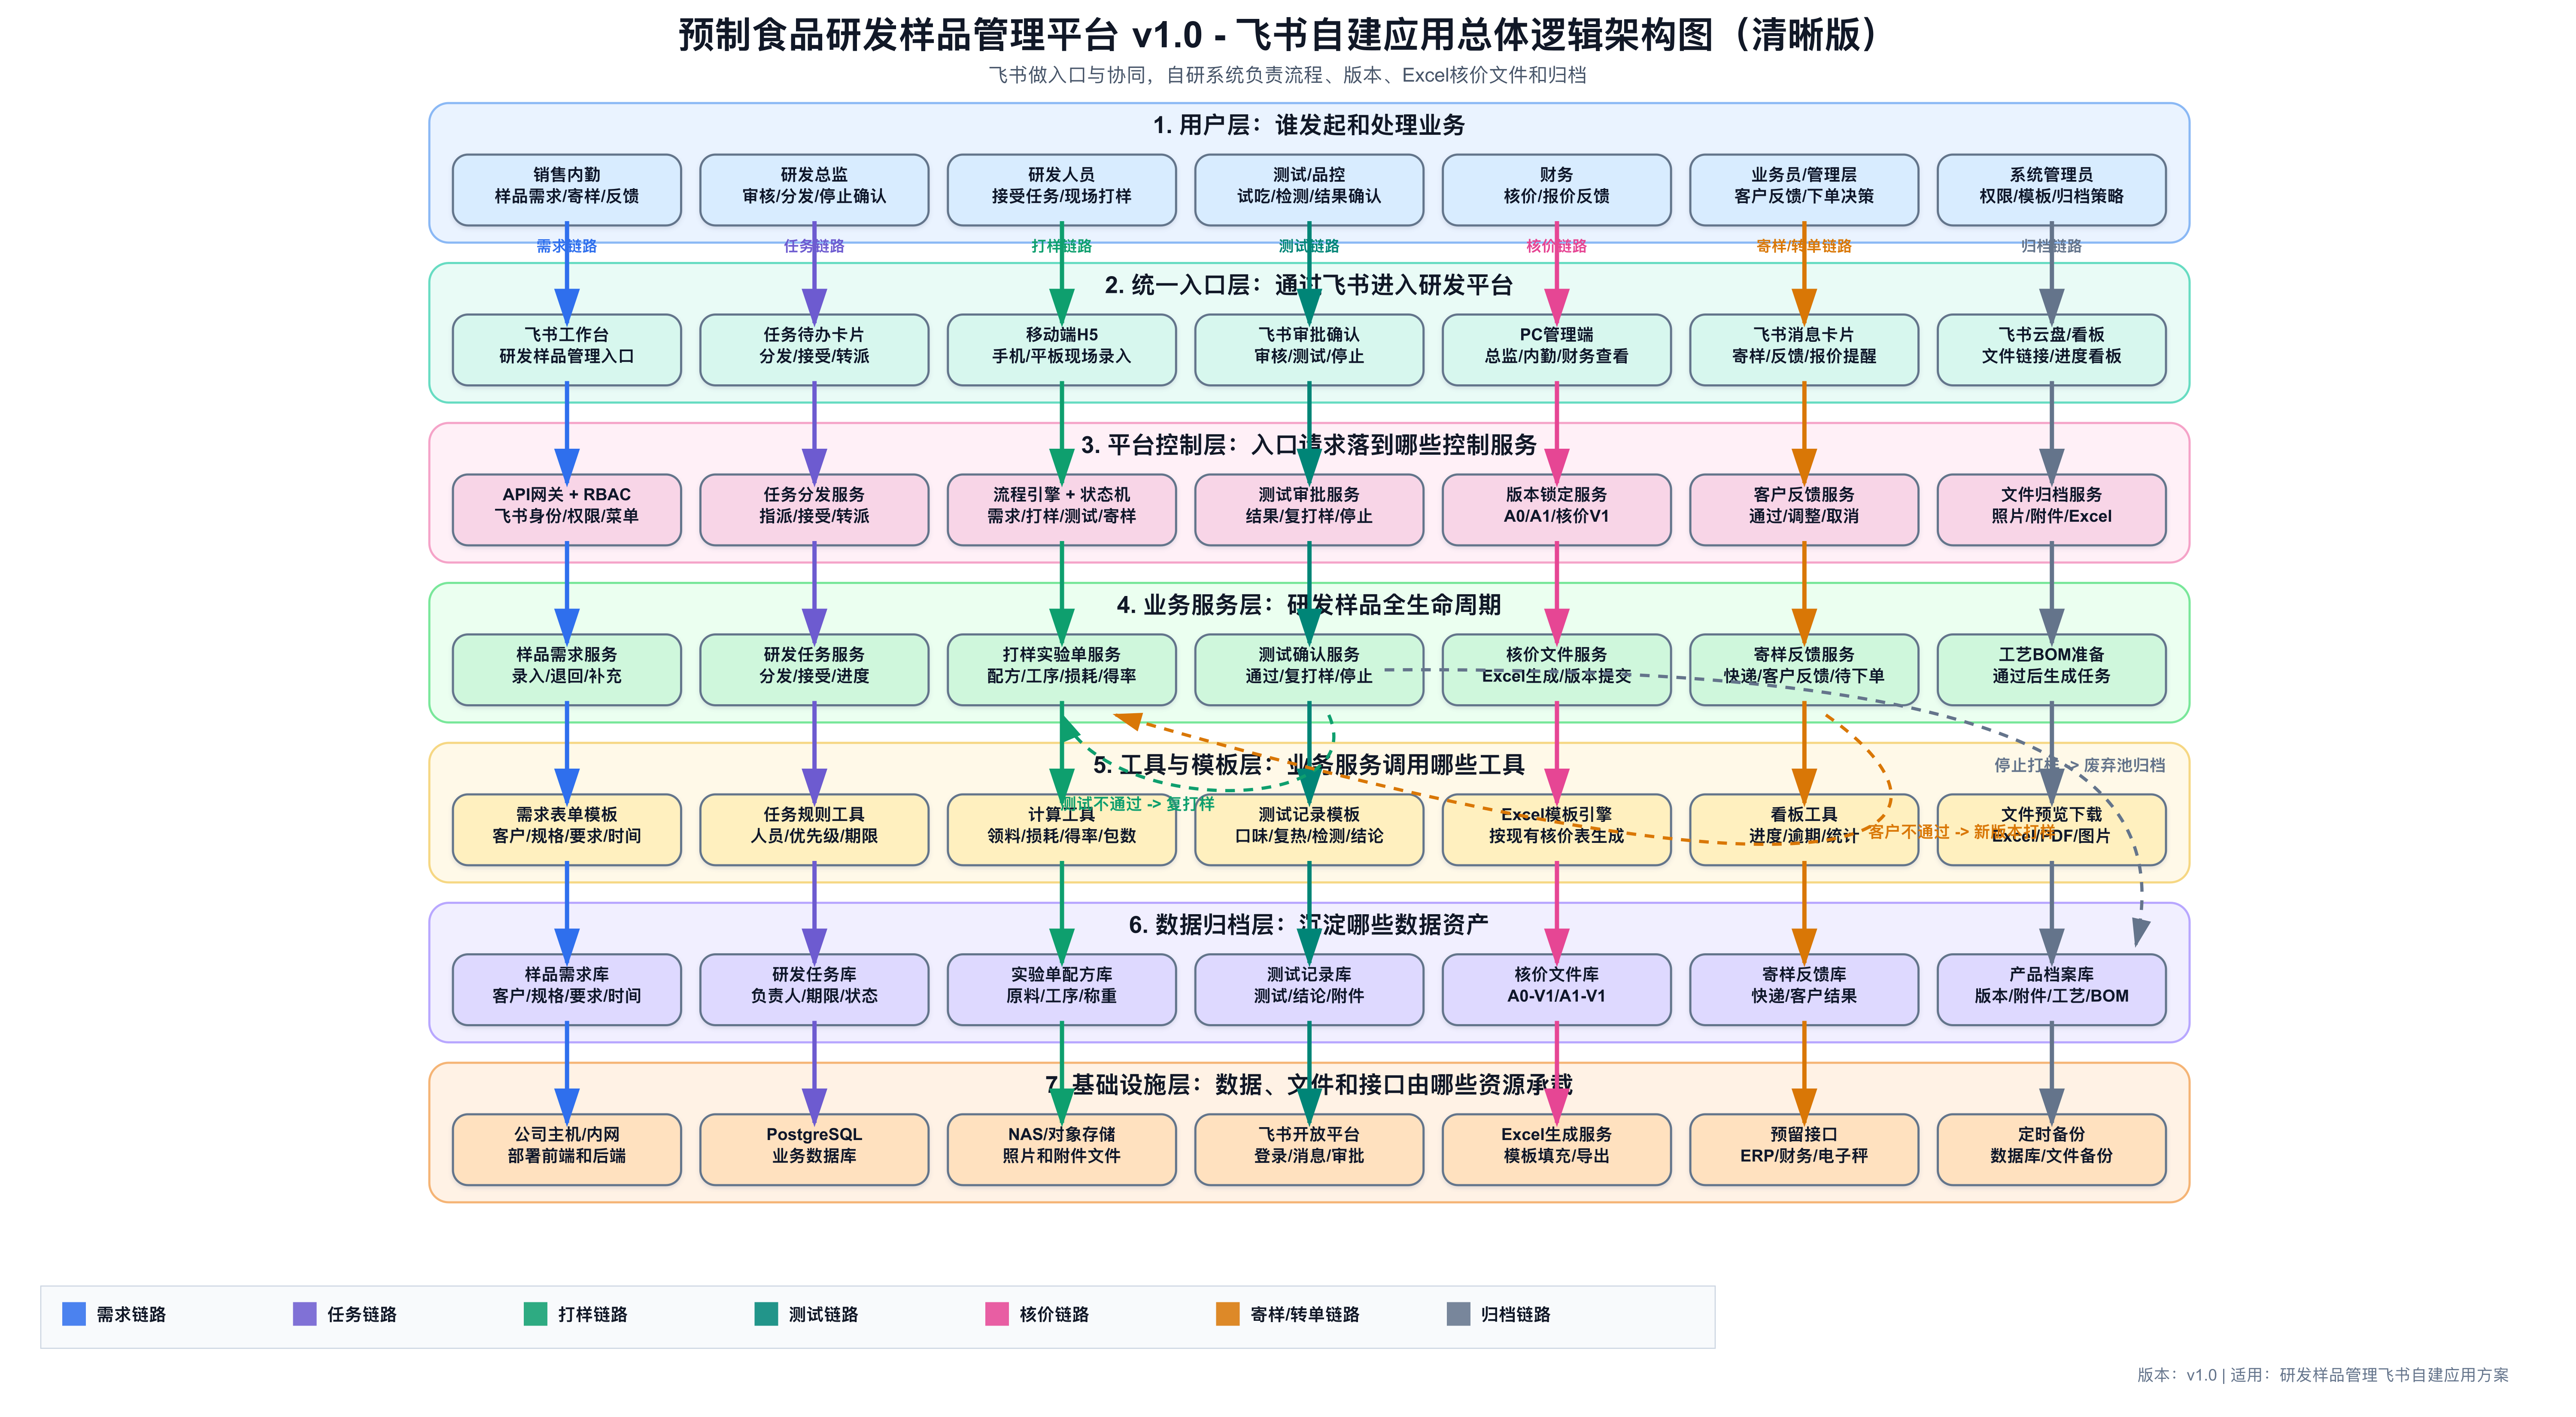 预制食品研发样品管理平台 v1.0 - 飞书自建应用总体逻辑架构图（清晰版）
飞书做入口与协同，自研系统负责流程、版本、Excel核价文件和归档
1. 用户层：谁发起和处理业务
销售内勤
样品需求/寄样/反馈
研发总监
审核/分发/停止确认
研发人员
接受任务/现场打样
测试/品控
试吃/检测/结果确认
财务
核价/报价反馈
业务员/管理层
客户反馈/下单决策
系统管理员
权限/模板/归档策略
需求链路
任务链路
打样链路
测试链路
核价链路
寄样/转单链路
归档链路
2. 统一入口层：通过飞书进入研发平台
飞书工作台
研发样品管理入口
任务待办卡片
分发/接受/转派
移动端H5
手机/平板现场录入
飞书审批确认
审核/测试/停止
PC管理端
总监/内勤/财务查看
飞书消息卡片
寄样/反馈/报价提醒
飞书云盘/看板
文件链接/进度看板
3. 平台控制层：入口请求落到哪些控制服务
API网关 + RBAC
飞书身份/权限/菜单
任务分发服务
指派/接受/转派
流程引擎 + 状态机
需求/打样/测试/寄样
测试审批服务
结果/复打样/停止
版本锁定服务
A0/A1/核价V1
客户反馈服务
通过/调整/取消
文件归档服务
照片/附件/Excel
4. 业务服务层：研发样品全生命周期
样品需求服务
录入/退回/补充
研发任务服务
分发/接受/进度
打样实验单服务
配方/工序/损耗/得率
测试确认服务
通过/复打样/停止
核价文件服务
Excel生成/版本提交
寄样反馈服务
快递/客户反馈/待下单
工艺BOM准备
通过后生成任务
5. 工具与模板层：业务服务调用哪些工具
停止打样 -> 废弃池归档
测试不通过 -> 复打样
客户不通过 -> 新版本打样
需求表单模板
客户/规格/要求/时间
任务规则工具
人员/优先级/期限
计算工具
领料/损耗/得率/包数
测试记录模板
口味/复热/检测/结论
Excel模板引擎
按现有核价表生成
看板工具
进度/逾期/统计
文件预览下载
Excel/PDF/图片
6. 数据归档层：沉淀哪些数据资产
样品需求库
客户/规格/要求/时间
研发任务库
负责人/期限/状态
实验单配方库
原料/工序/称重
测试记录库
测试/结论/附件
核价文件库
A0-V1/A1-V1
寄样反馈库
快递/客户结果
产品档案库
版本/附件/工艺/BOM
7. 基础设施层：数据、文件和接口由哪些资源承载
公司主机/内网
部署前端和后端
PostgreSQL
业务数据库
NAS/对象存储
照片和附件文件
飞书开放平台
登录/消息/审批
Excel生成服务
模板填充/导出
预留接口
ERP/财务/电子秤
定时备份
数据库/文件备份
需求链路
任务链路
打样链路
测试链路
核价链路
寄样/转单链路
归档链路
版本：v1.0 | 适用：研发样品管理飞书自建应用方案